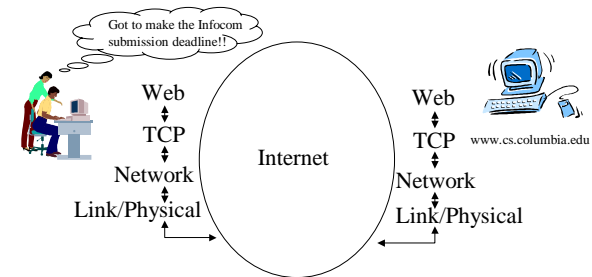 Got to make the Infocom
submission deadline!!
Web
TCP
Network
Link/Physical
Internet
Web
TCP
Network
Link/Physical
www.cs.columbia.edu